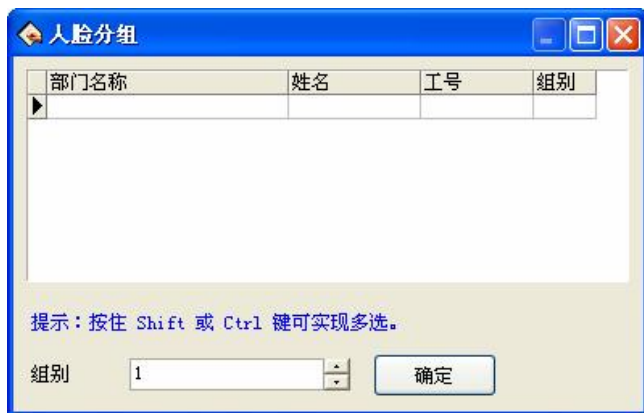 人脸分组
部门名称 姓名 工号 组别
提示：按住 Shift 或 Ctrl 键可实现多选。
组别 1 确定